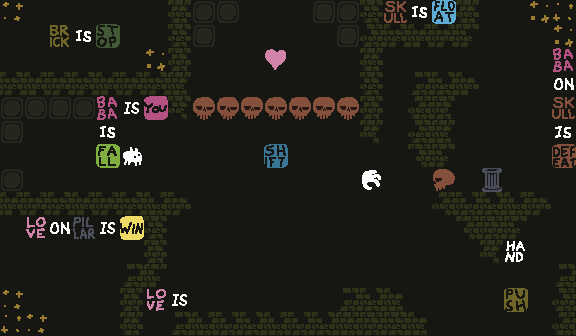 SKULL IS FLOAT
BRICK IS STOP
BABA
ON
SKULL
IS
DEFEAT
BABA IS YOU
IS
FALL
SHIFT
LOVE ON PILLAR IS WIN
HAND
LOVE IS
PUSH